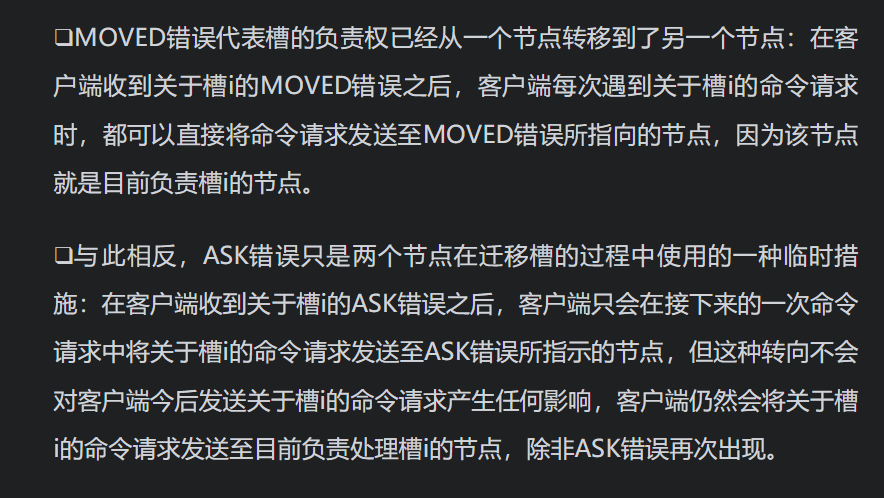 ❏MOVED错误代表槽的负责权已经从一个节点转移到了另一个节点：在客
户端收到关于槽i的MOVED错误之后，客户端每次遇到关于槽i的命令请求
时，都可以直接将命令请求发送至MOVED错误所指向的节点，因为该节点
就是目前负责槽i的节点。
❏与此相反，ASK错误只是两个节点在迁移槽的过程中使用的一种临时措
施：在客户端收到关于槽i的ASK错误之后，客户端只会在接下来的一次命令
请求中将关于槽i的命令请求发送至ASK错误所指示的节点，但这种转向不会
对客户端今后发送关于槽i的命令请求产生任何影响，客户端仍然会将关于槽
i的命令请求发送至目前负责处理槽i的节点，除非ASK错误再次出现。